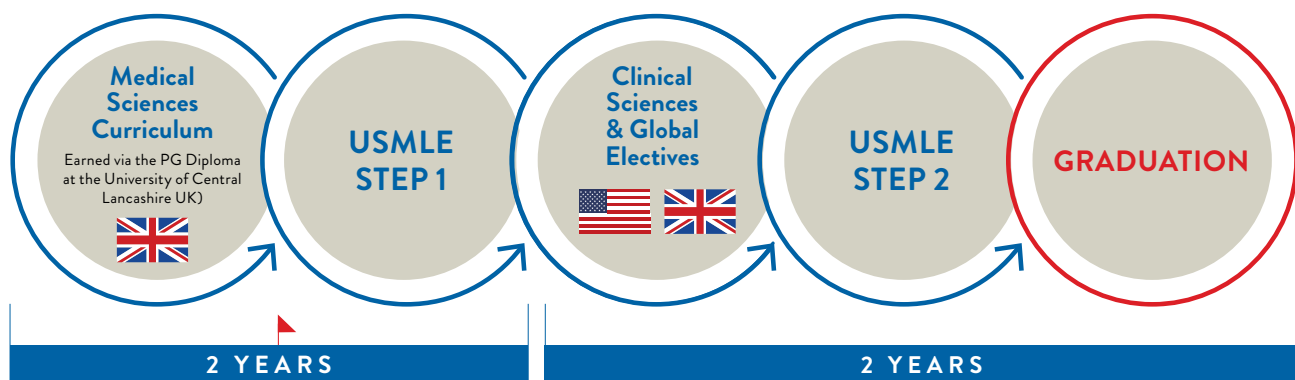 Medical
Sciences
Curriculum
Earned via the PG Diploma
at the University of Central
Lancashire UK)
USMLE
STEP 1
Clinical
Sciences
& Global
Electives
USMLE
STEP 2
GRADUATION
2 YEARS
2 YEARS